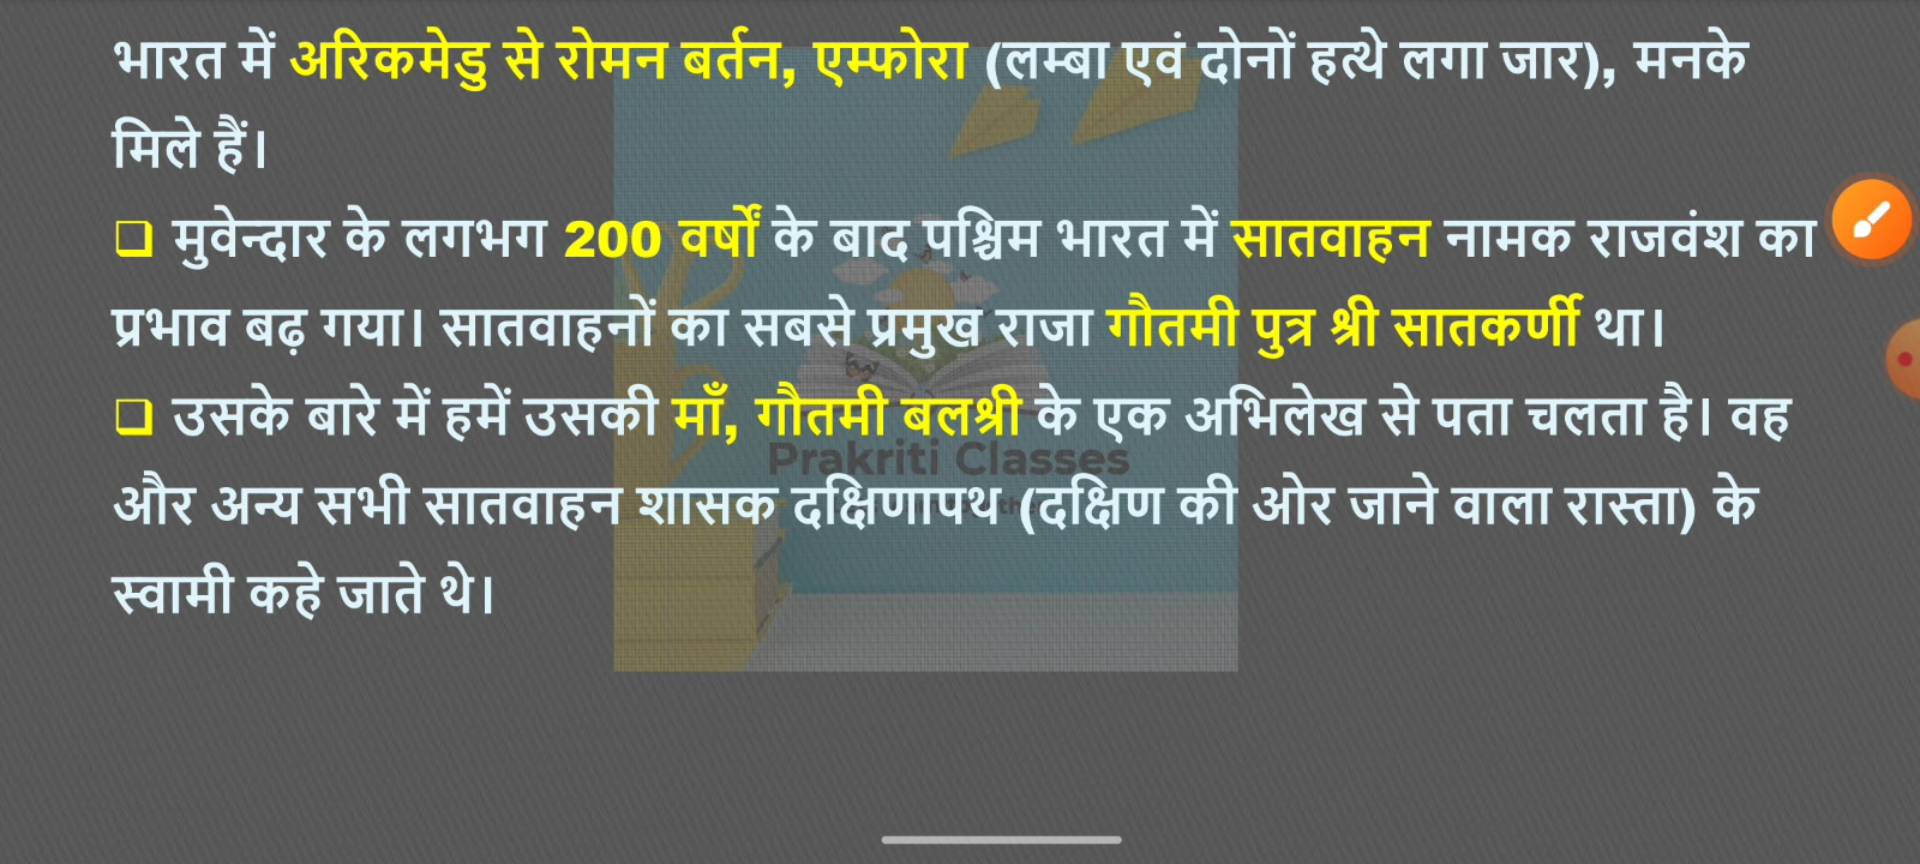 भारत में अरिकमेडु से रोमन बर्तन, एम्फोरा (लम्बा एवं दोनों हत्थे लगा जार), मनके
मिले हैं।
❑ मुवेन्दार के लगभग 200 वर्षों के बाद पश्चिम भारत में सातवाहन नामक राजवंश का
प्रभाव बढ़ गया। सातवाहनों का सबसे प्रमुख राजा गौतमी पुत्र श्री सातकर्णी था।
❑ उसके बारे में हमें उसकी माँ, गौतमी बलश्री के एक अभिलेख से पता चलता है। वह
Prakriti Classes
और अन्य सभी सातवाहन शासक दक्षिणापथ (दक्षिण की ओर जाने वाला रास्ता) के
स्वामी कहे जाते थे।